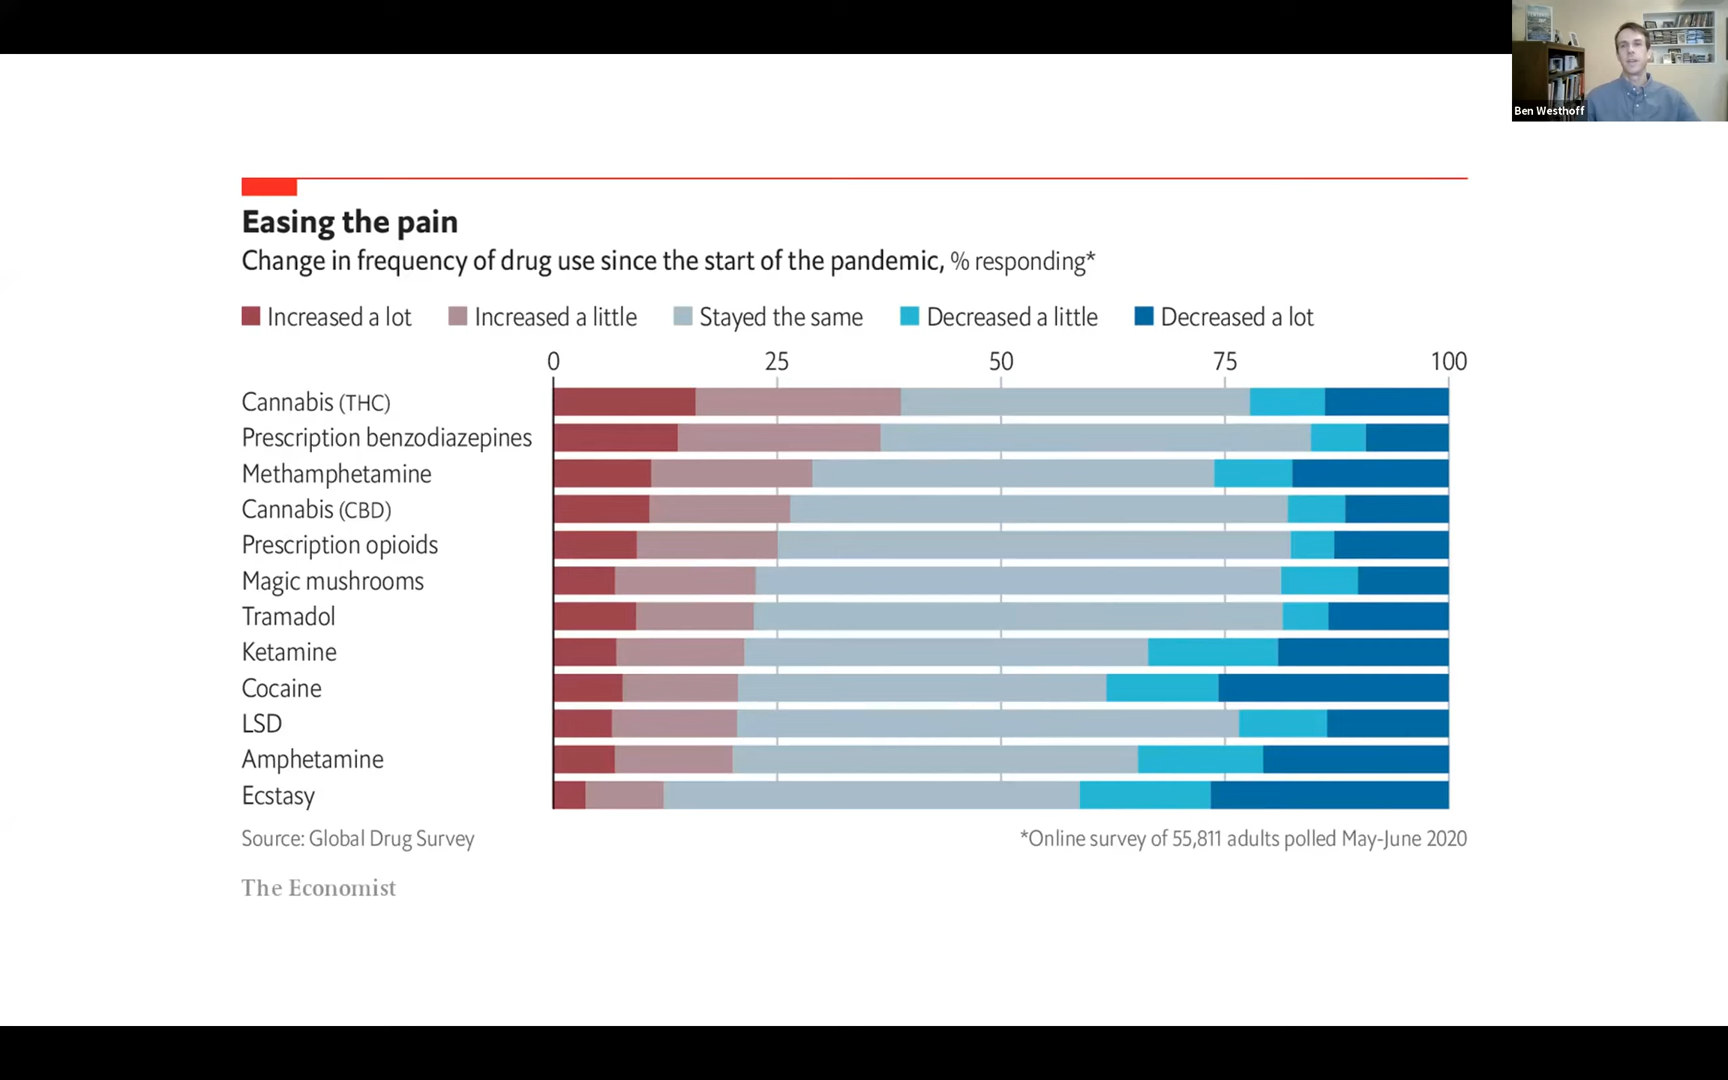 Ben Westhoff
Easing the pain
Change in frequency of drug use since the start of the pandemic, % responding*
Increased a lot Increased a little Stayed the same Decreased a little Decreased a lot
0 25 50 75 100
Cannabis (THC)
Prescription benzodiazepines
Methamphetamine
Cannabis (CBD)
Prescription opioids
Magic mushrooms
Tramadol
Ketamine
Cocaine
LSD
Amphetamine
Ecstasy
Source: Global Drug Survey *Online survey of 55,811 adults polled May-June 2020
The Economist